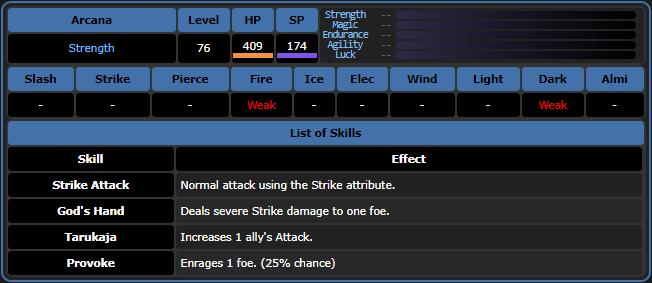 Arcana Level HP SP
Strength 76 409 174
Strength --
Magic --
Endurance --
Agility --
Luck --
Slash Strike Pierce Fire Ice Elec Wind Light Dark Almi
- - - Weak - - - - Weak -
List of Skills
Skill Effect
Strike Attack Normal attack using the Strike attribute.
God's Hand Deals severe Strike damage to one foe.
Tarukaja Increases 1 ally's Attack.
Provoke Enrages 1 foe. (25% chance)